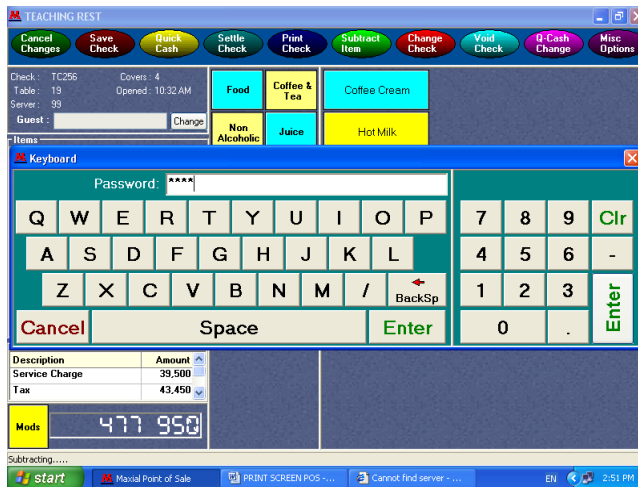 TEACHING REST
Cancel Changes
Save Check
Quick Cash
Settle Check
Print Check
Subtract Item
Change Check
Void Check
Q-Cash Change
Misc Options
Check : TC256 Covers : 4
Table : 19 Opened : 10:32 AM
Server : 99
Guest : Change
Items
Food
Coffee & Tea
Coffee Cream
Non Alcoholic
Juice
Hot Milk
Keyboard
Password: ****
Q W E R T Y U I O P 7 8 9 Clr
A S D F G H J K L 4 5 6 -
Z X C V B N M / BackSp 1 2 3 Enter
Cancel Space Enter 0 .
Description Amount
Service Charge 39,500
Tax 43,450
Mods 477 950
Subtracting.....
start Maxial Point of Sale PRINT SCREEN POS -... Cannot find server - ... EN 2:51 PM